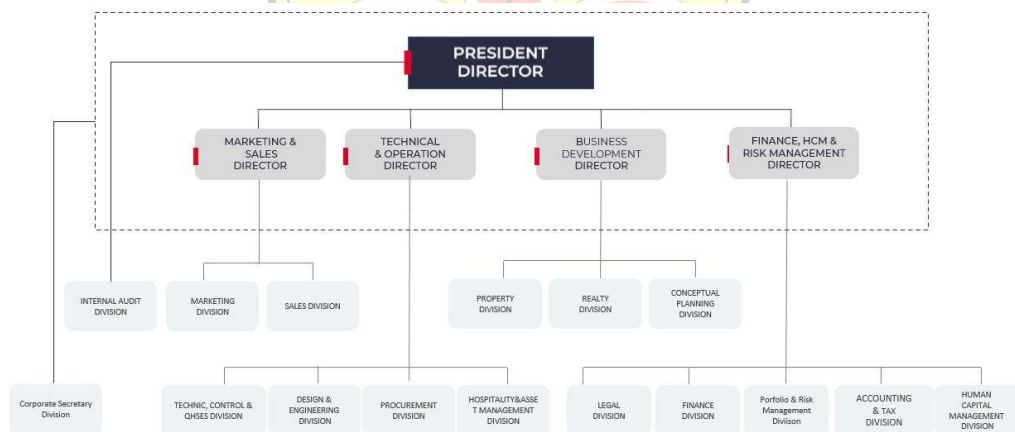 PRESIDENT
DIRECTOR
MARKETING &
SALES
DIRECTOR
TECHNICAL
& OPERATION
DIRECTOR
BUSINESS
DEVELOPMENT
DIRECTOR
FINANCE, HCM &
RISK MANAGEMENT
DIRECTOR
INTERNAL AUDIT
DIVISION
MARKETING
DIVISION
SALES DIVISION
PROPERTY
DIVISION
REALTY
DIVISION
CONCEPTUAL
PLANNING
DIVISION
Corporate Secretary
Division
TECHNIC, CONTROL &
QHSES DIVISION
DESIGN &
ENGINEERING
DIVISION
PROCUREMENT
DIVISION
HOSPITALITY&ASSE
T MANAGEMENT
DIVISION
LEGAL
DIVISION
FINANCE
DIVISION
Porfolio & Risk
Management
Diviison
ACCOUNTING
& TAX
DIVISION
HUMAN
CAPITAL
MANAGEMENT
DIVISION